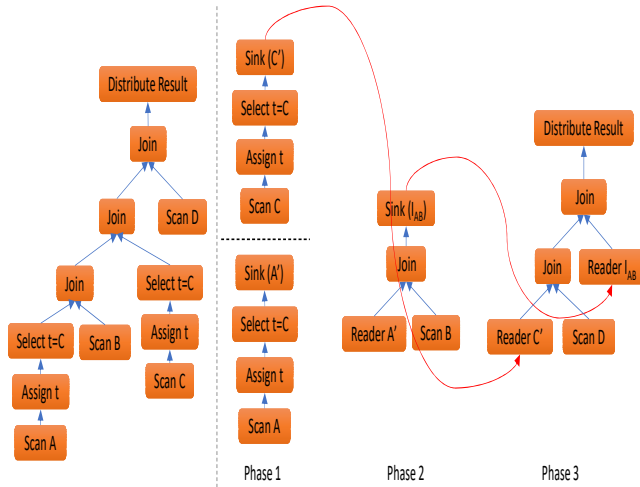 Distribute Result
Join
Join
Scan D
Join
Select t=C
Select t=C
Scan B
Assign t
Assign t
Scan C
Scan A
Sink (C’)
Select t=C
Assign t
Scan C
Sink (A’)
Select t=C
Assign t
Scan A
Phase 1
Sink (I_AB)
Join
Reader A’
Scan B
Phase 2
Distribute Result
Join
Join
Reader I_AB
Reader C’
Scan D
Phase 3